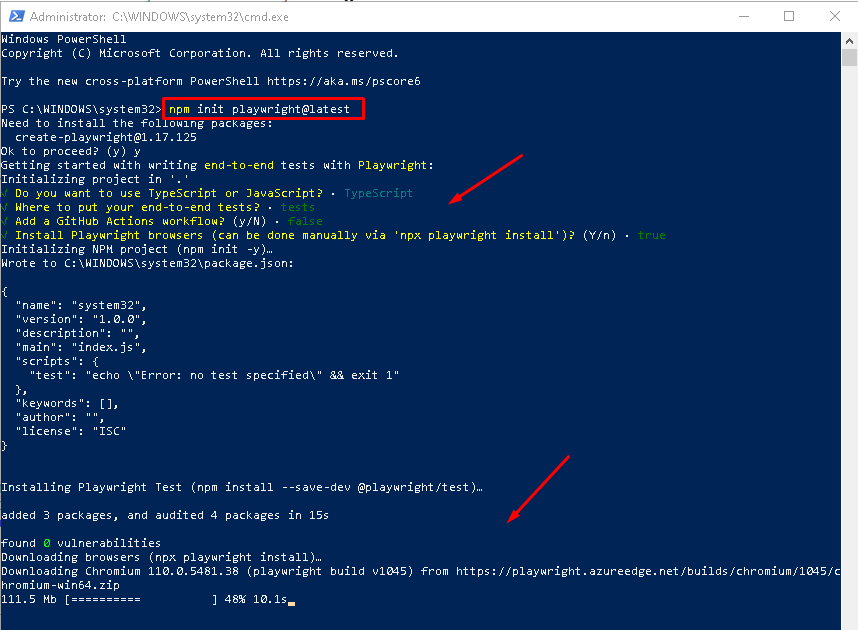 Administrator: C:\WINDOWS\system32\cmd.exe
Windows PowerShell
Copyright (C) Microsoft Corporation. All rights reserved.
Try the new cross-platform PowerShell https://aka.ms/pscore6
PS C:\WINDOWS\system32> npm init playwright@latest
Need to install the following packages:
  create-playwright@1.17.125
Ok to proceed? (y) y
Getting started with writing end-to-end tests with Playwright:
Initializing project in '.'
√ Do you want to use TypeScript or JavaScript? · TypeScript
√ Where to put your end-to-end tests? · tests
√ Add a GitHub Actions workflow? (y/N) · false
√ Install Playwright browsers (can be done manually via 'npx playwright install')? (Y/n) · true
Initializing NPM project (npm init -y)…
Wrote to C:\WINDOWS\system32\package.json:
{
  "name": "system32",
  "version": "1.0.0",
  "description": "",
  "main": "index.js",
  "scripts": {
    "test": "echo \"Error: no test specified\" && exit 1"
  },
  "keywords": [],
  "author": "",
  "license": "ISC"
}
Installing Playwright Test (npm install --save-dev @playwright/test)…
added 3 packages, and audited 4 packages in 15s
found 0 vulnerabilities
Downloading browsers (npx playwright install)…
Downloading Chromium 110.0.5481.38 (playwright build v1045) from https://playwright.azureedge.net/builds/chromium/1045/c
hromium-win64.zip
111.5 Mb [==========          ] 48% 10.1s